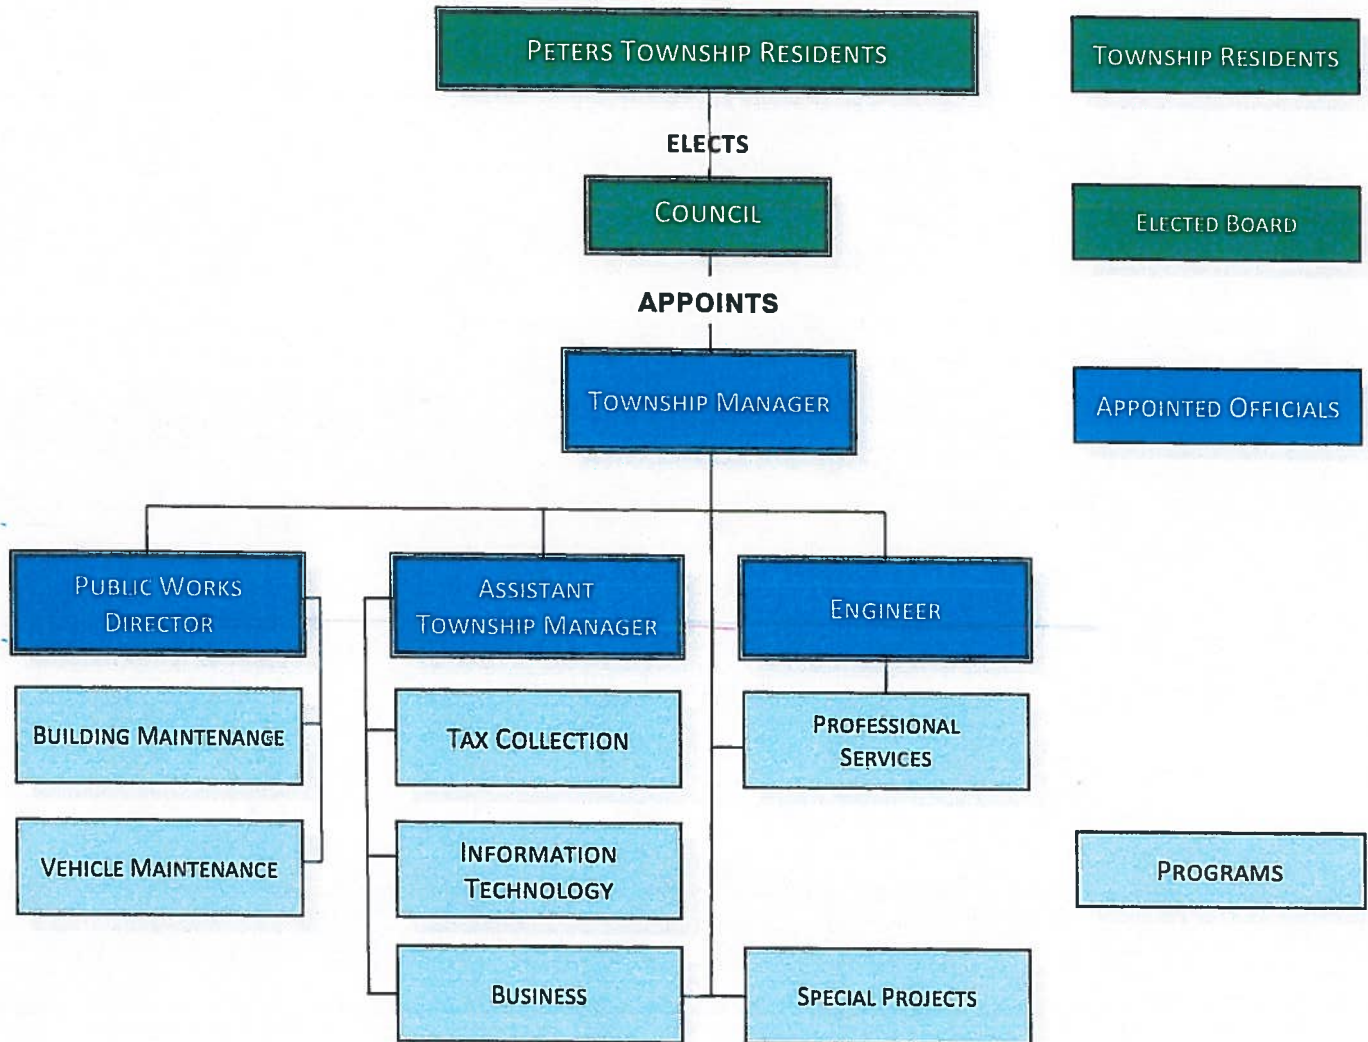 PETERS TOWNSHIP RESIDENTS
TOWNSHIP RESIDENTS
ELECTS
COUNCIL
ELECTED BOARD
APPOINTS
TOWNSHIP MANAGER
APPOINTED OFFICIALS
PUBLIC WORKS
DIRECTOR
ASSISTANT
TOWNSHIP MANAGER
ENGINEER
BUILDING MAINTENANGE
TAX COLLECTION
PROFESSIONAL
SERVICES
VEHICLE MAINTENANCE
INFORMATION
TECHNOLOGY
PROGRAMS
BUSINESS
SPECIAL PROJECTS